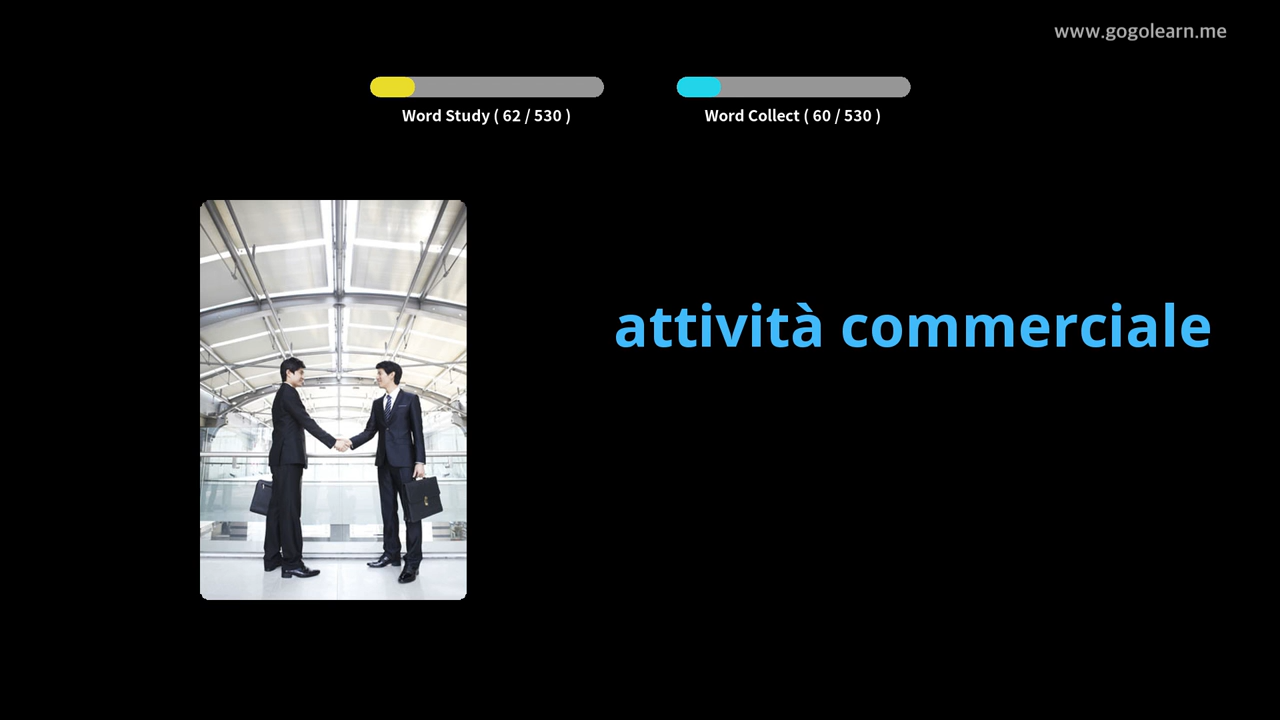 www.gogolearn.me
Word Study ( 62 / 530 )
Word Collect ( 60 / 530 )
attività commerciale